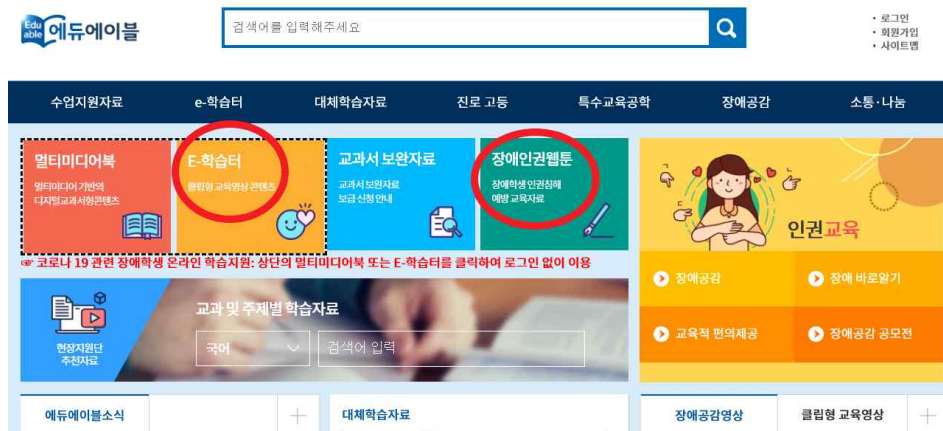 Edu able 에듀에이블
검색어를 입력해주세요
· 로그인
· 회원가입
· 사이트맵
수업지원자료 e-학습터 대체학습자료 진로 고등 특수교육공학 장애공감 소통·나눔
멀티미디어북
멀티미디어 기반의
디지털교과서형콘텐츠
E-학습터
클립형 교육영상 콘텐츠
교과서 보완자료
교과서 보완자료
보급 신청 안내
장애인권웹툰
장애학생 인권침해
예방 교육자료
인권교육
☞ 코로나 19 관련 장애학생 온라인 학습지원: 상단의 멀티미디어북 또는 E-학습터를 클릭하여 로그인 없이 이용
장애공감
장애 바로알기
교육적 편의제공
장애공감 공모전
현장지원단
추천자료
교과 및 주제별 학습자료
국어
검색어 입력
에듀에이블소식
대체학습자료
장애공감영상
클립형 교육영상